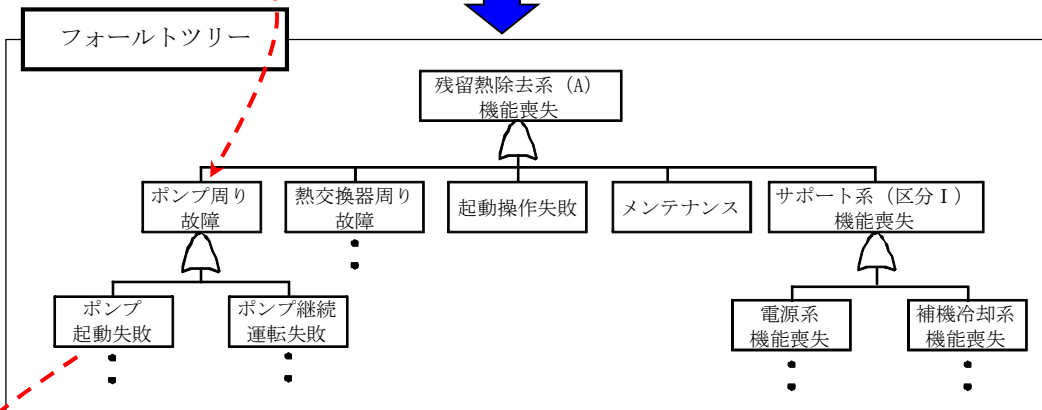 フォールトツリー
残留熱除去系（A）
機能喪失
ポンプ周り
故障
熱交換器周り
故障
起動操作失敗
メンテナンス
サポート系（区分Ⅰ）
機能喪失
ポンプ
起動失敗
ポンプ継続
運転失敗
電源系
機能喪失
補機冷却系
機能喪失